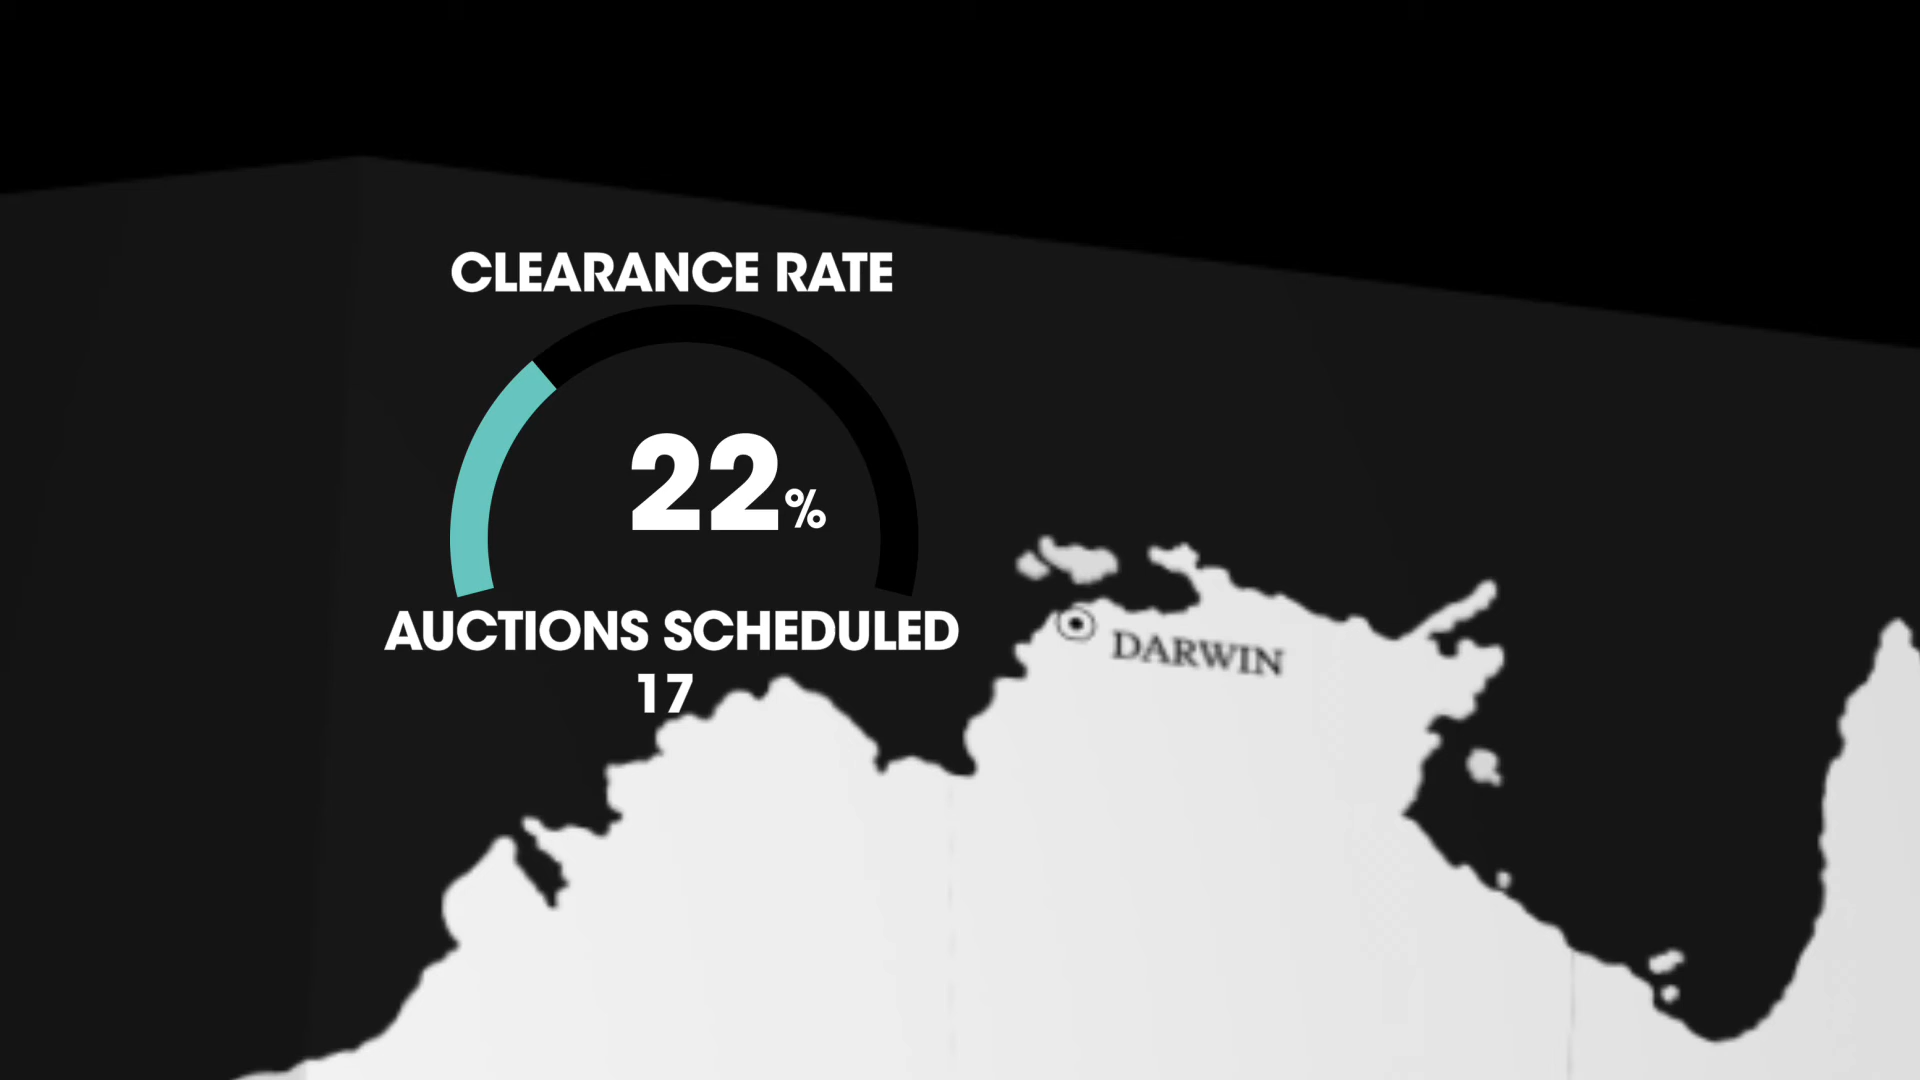 CLEARANCE RATE
22%
AUCTIONS SCHEDULED
17
DARWIN